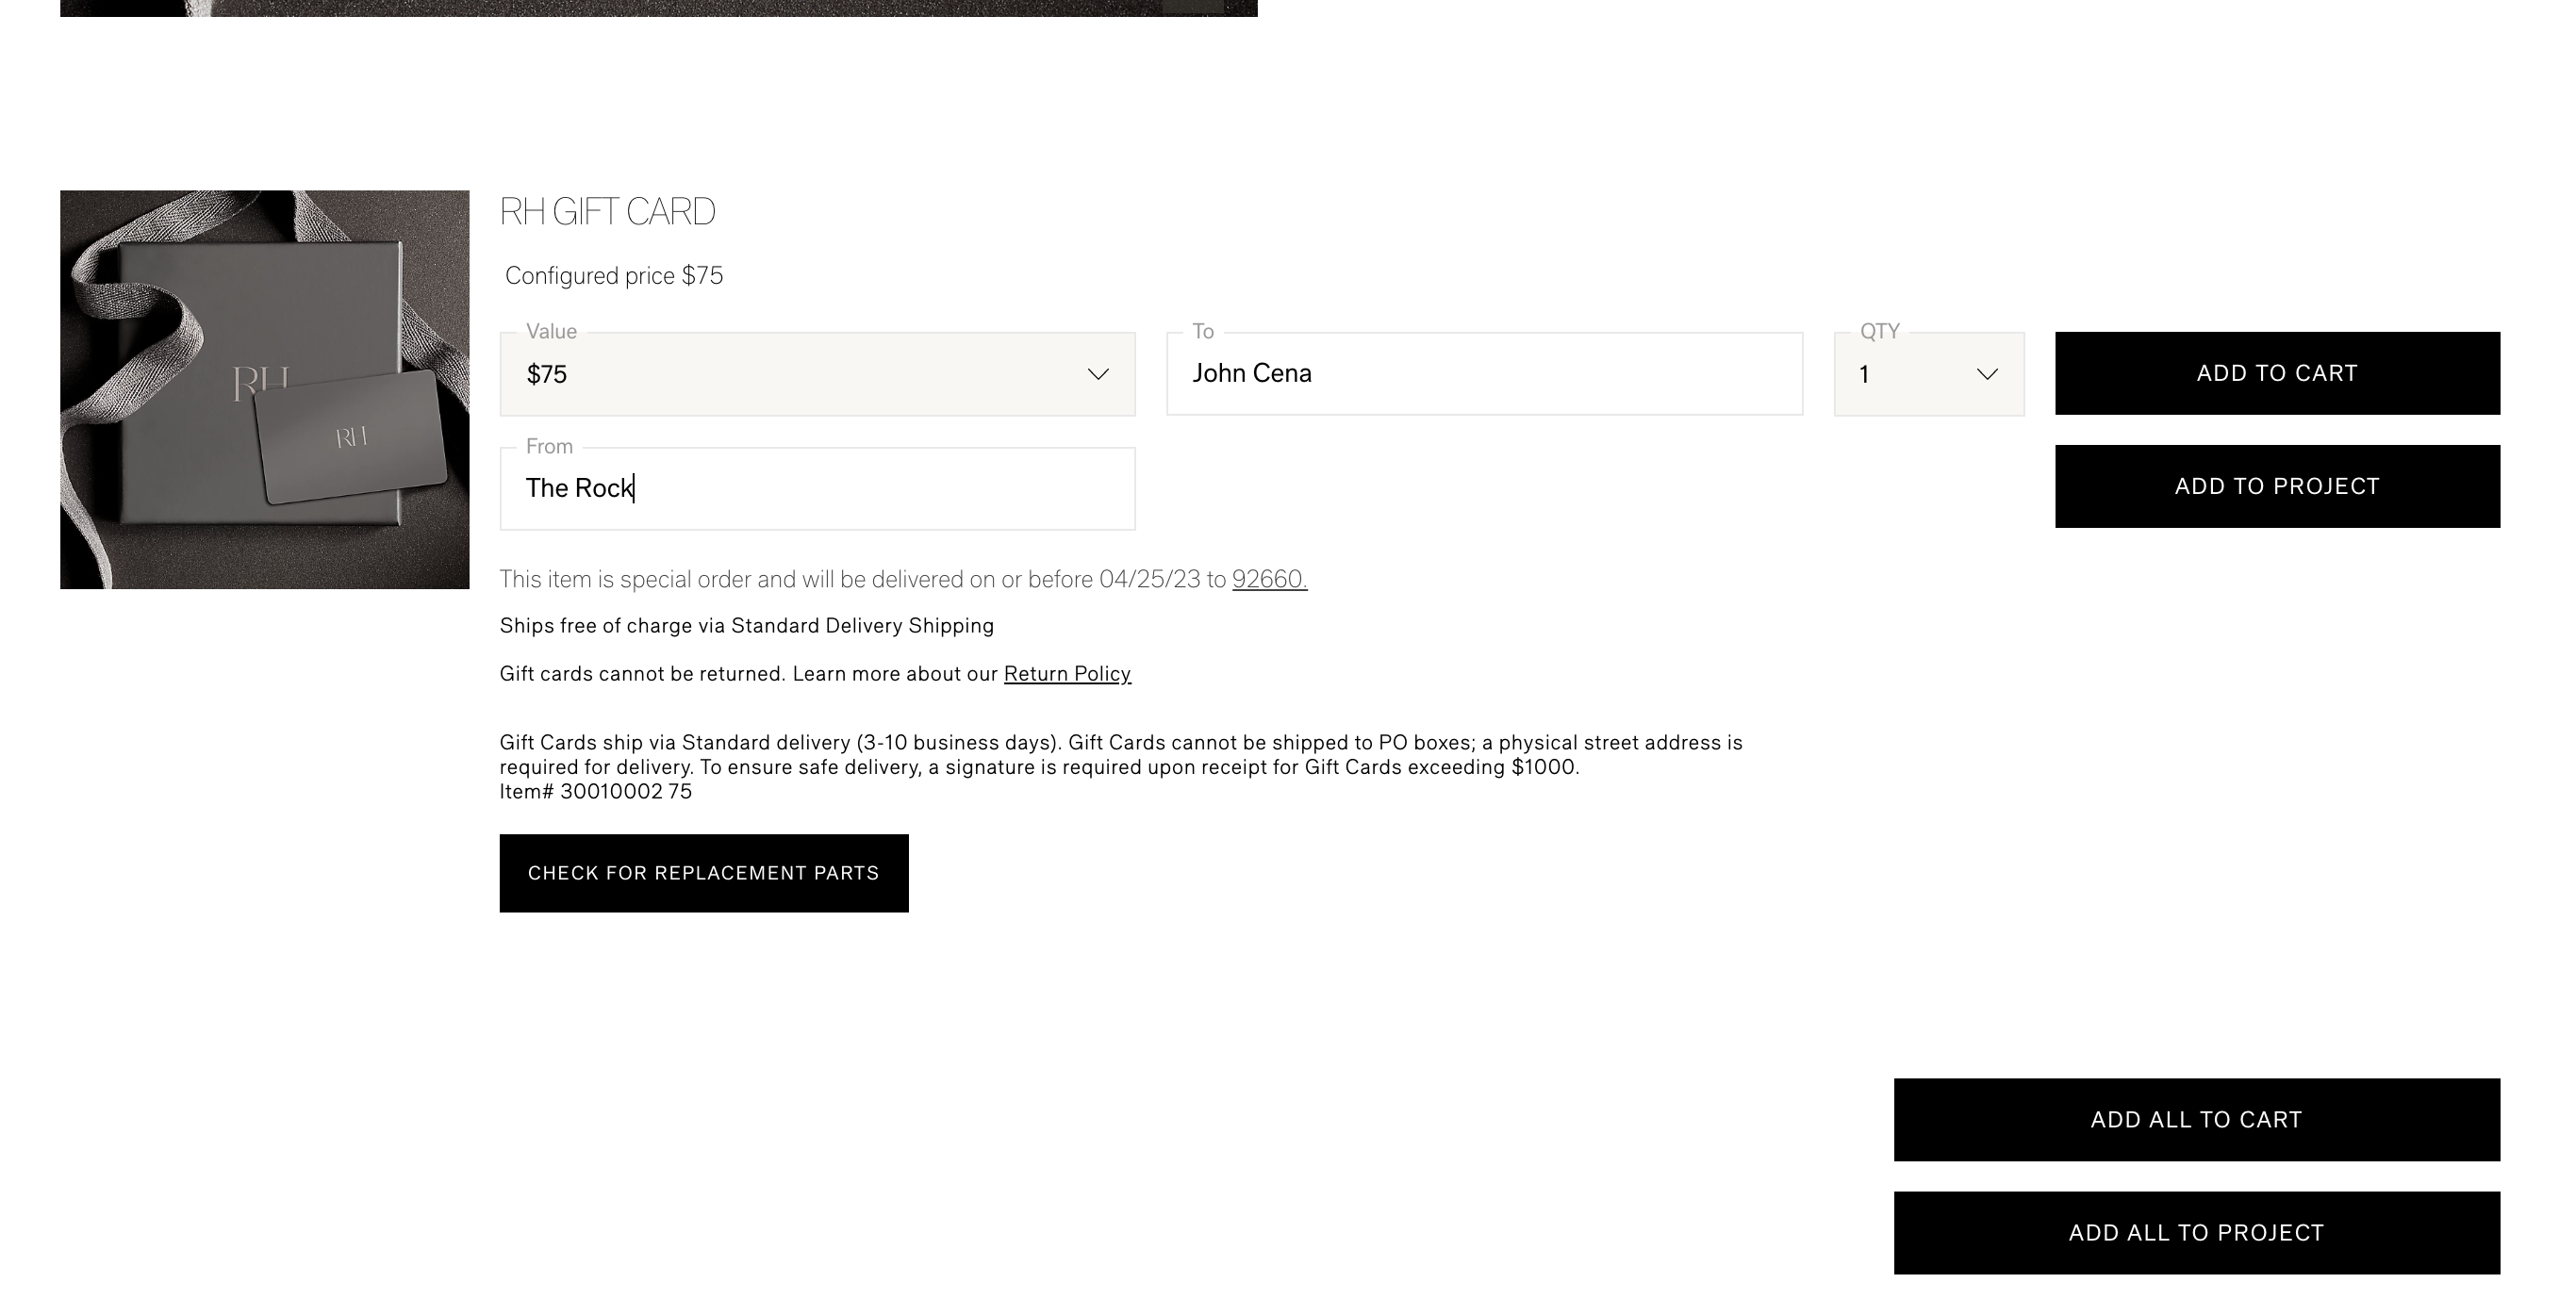 RH
RH
RH GIFT CARD
Configured price $75
Value
$75
To
John Cena
QTY
1
ADD TO CART
From
The Rock
ADD TO PROJECT
This item is special order and will be delivered on or before 04/25/23 to 92660.
Ships free of charge via Standard Delivery Shipping
Gift cards cannot be returned. Learn more about our Return Policy
Gift Cards ship via Standard delivery (3-10 business days). Gift Cards cannot be shipped to PO boxes; a physical street address is
required for delivery. To ensure safe delivery, a signature is required upon receipt for Gift Cards exceeding $1000.
Item# 30010002 75
CHECK FOR REPLACEMENT PARTS
ADD ALL TO CART
ADD ALL TO PROJECT